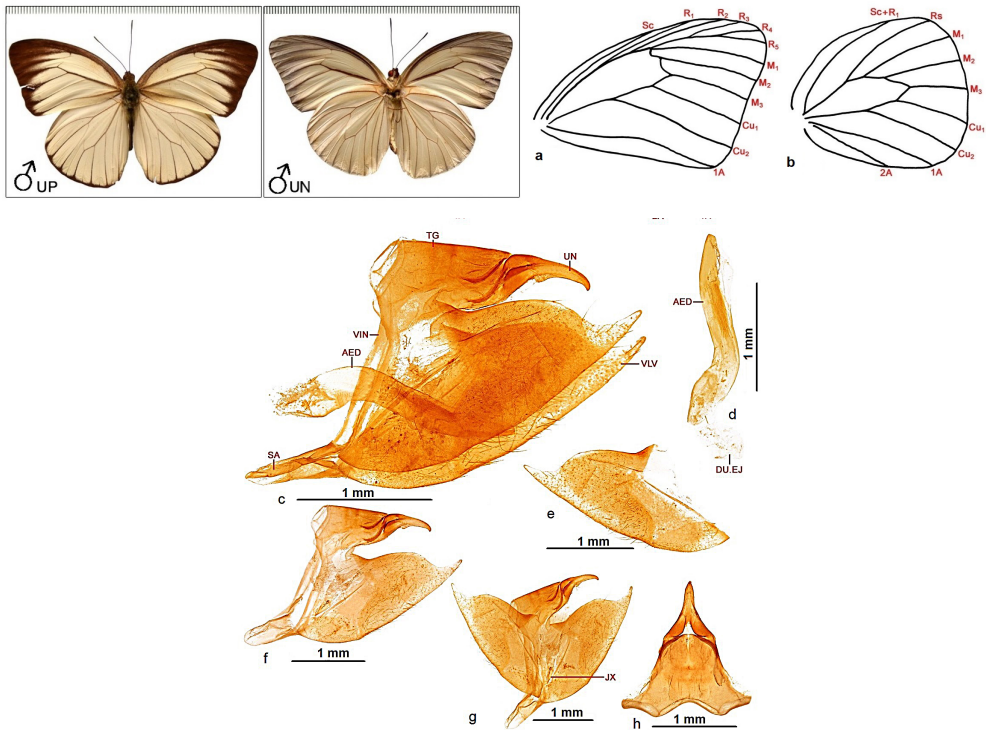 ♂ UP
♂ UN
Sc
R1
R2
R3
R4
R5
M1
M2
M3
Cu1
Cu2
1A
a
Sc+R1
Rs
M1
M2
M3
Cu1
Cu2
1A
2A
b
TG
UN
VIN
AED
VLV
SA
c
1 mm
AED
1 mm
d
DU.EJ
e
1 mm
f
1 mm
JX
g
1 mm
h
1 mm